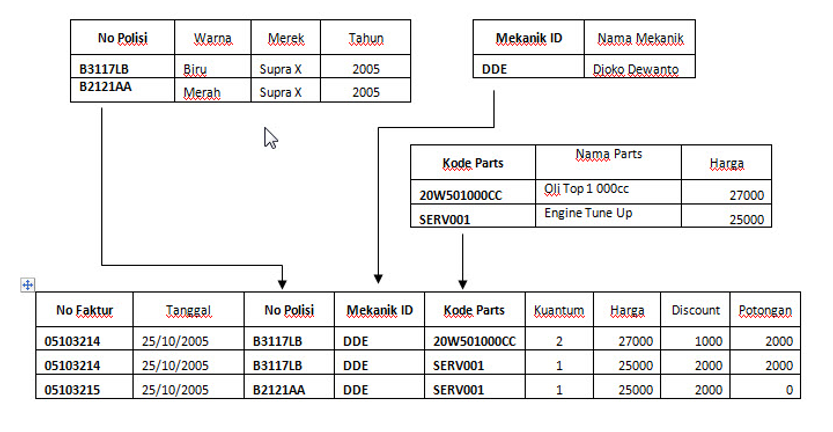 No Polisi Warna Merek Tahun
B3117LB Biru Supra X 2005
B2121AA Merah Supra X 2005
Mekanik ID Nama Mekanik
DDE Djoko Dewanto
Kode Parts Nama Parts Harga
20W501000CC Oli Top 1 000cc 27000
SERV001 Engine Tune Up 25000
No Faktur Tanggal No Polisi Mekanik ID Kode Parts Kuantum Harga Discount Potongan
05103214 25/10/2005 B3117LB DDE 20W501000CC 2 27000 1000 2000
05103214 25/10/2005 B3117LB DDE SERV001 1 25000 2000 2000
05103215 25/10/2005 B2121AA DDE SERV001 1 25000 2000 0